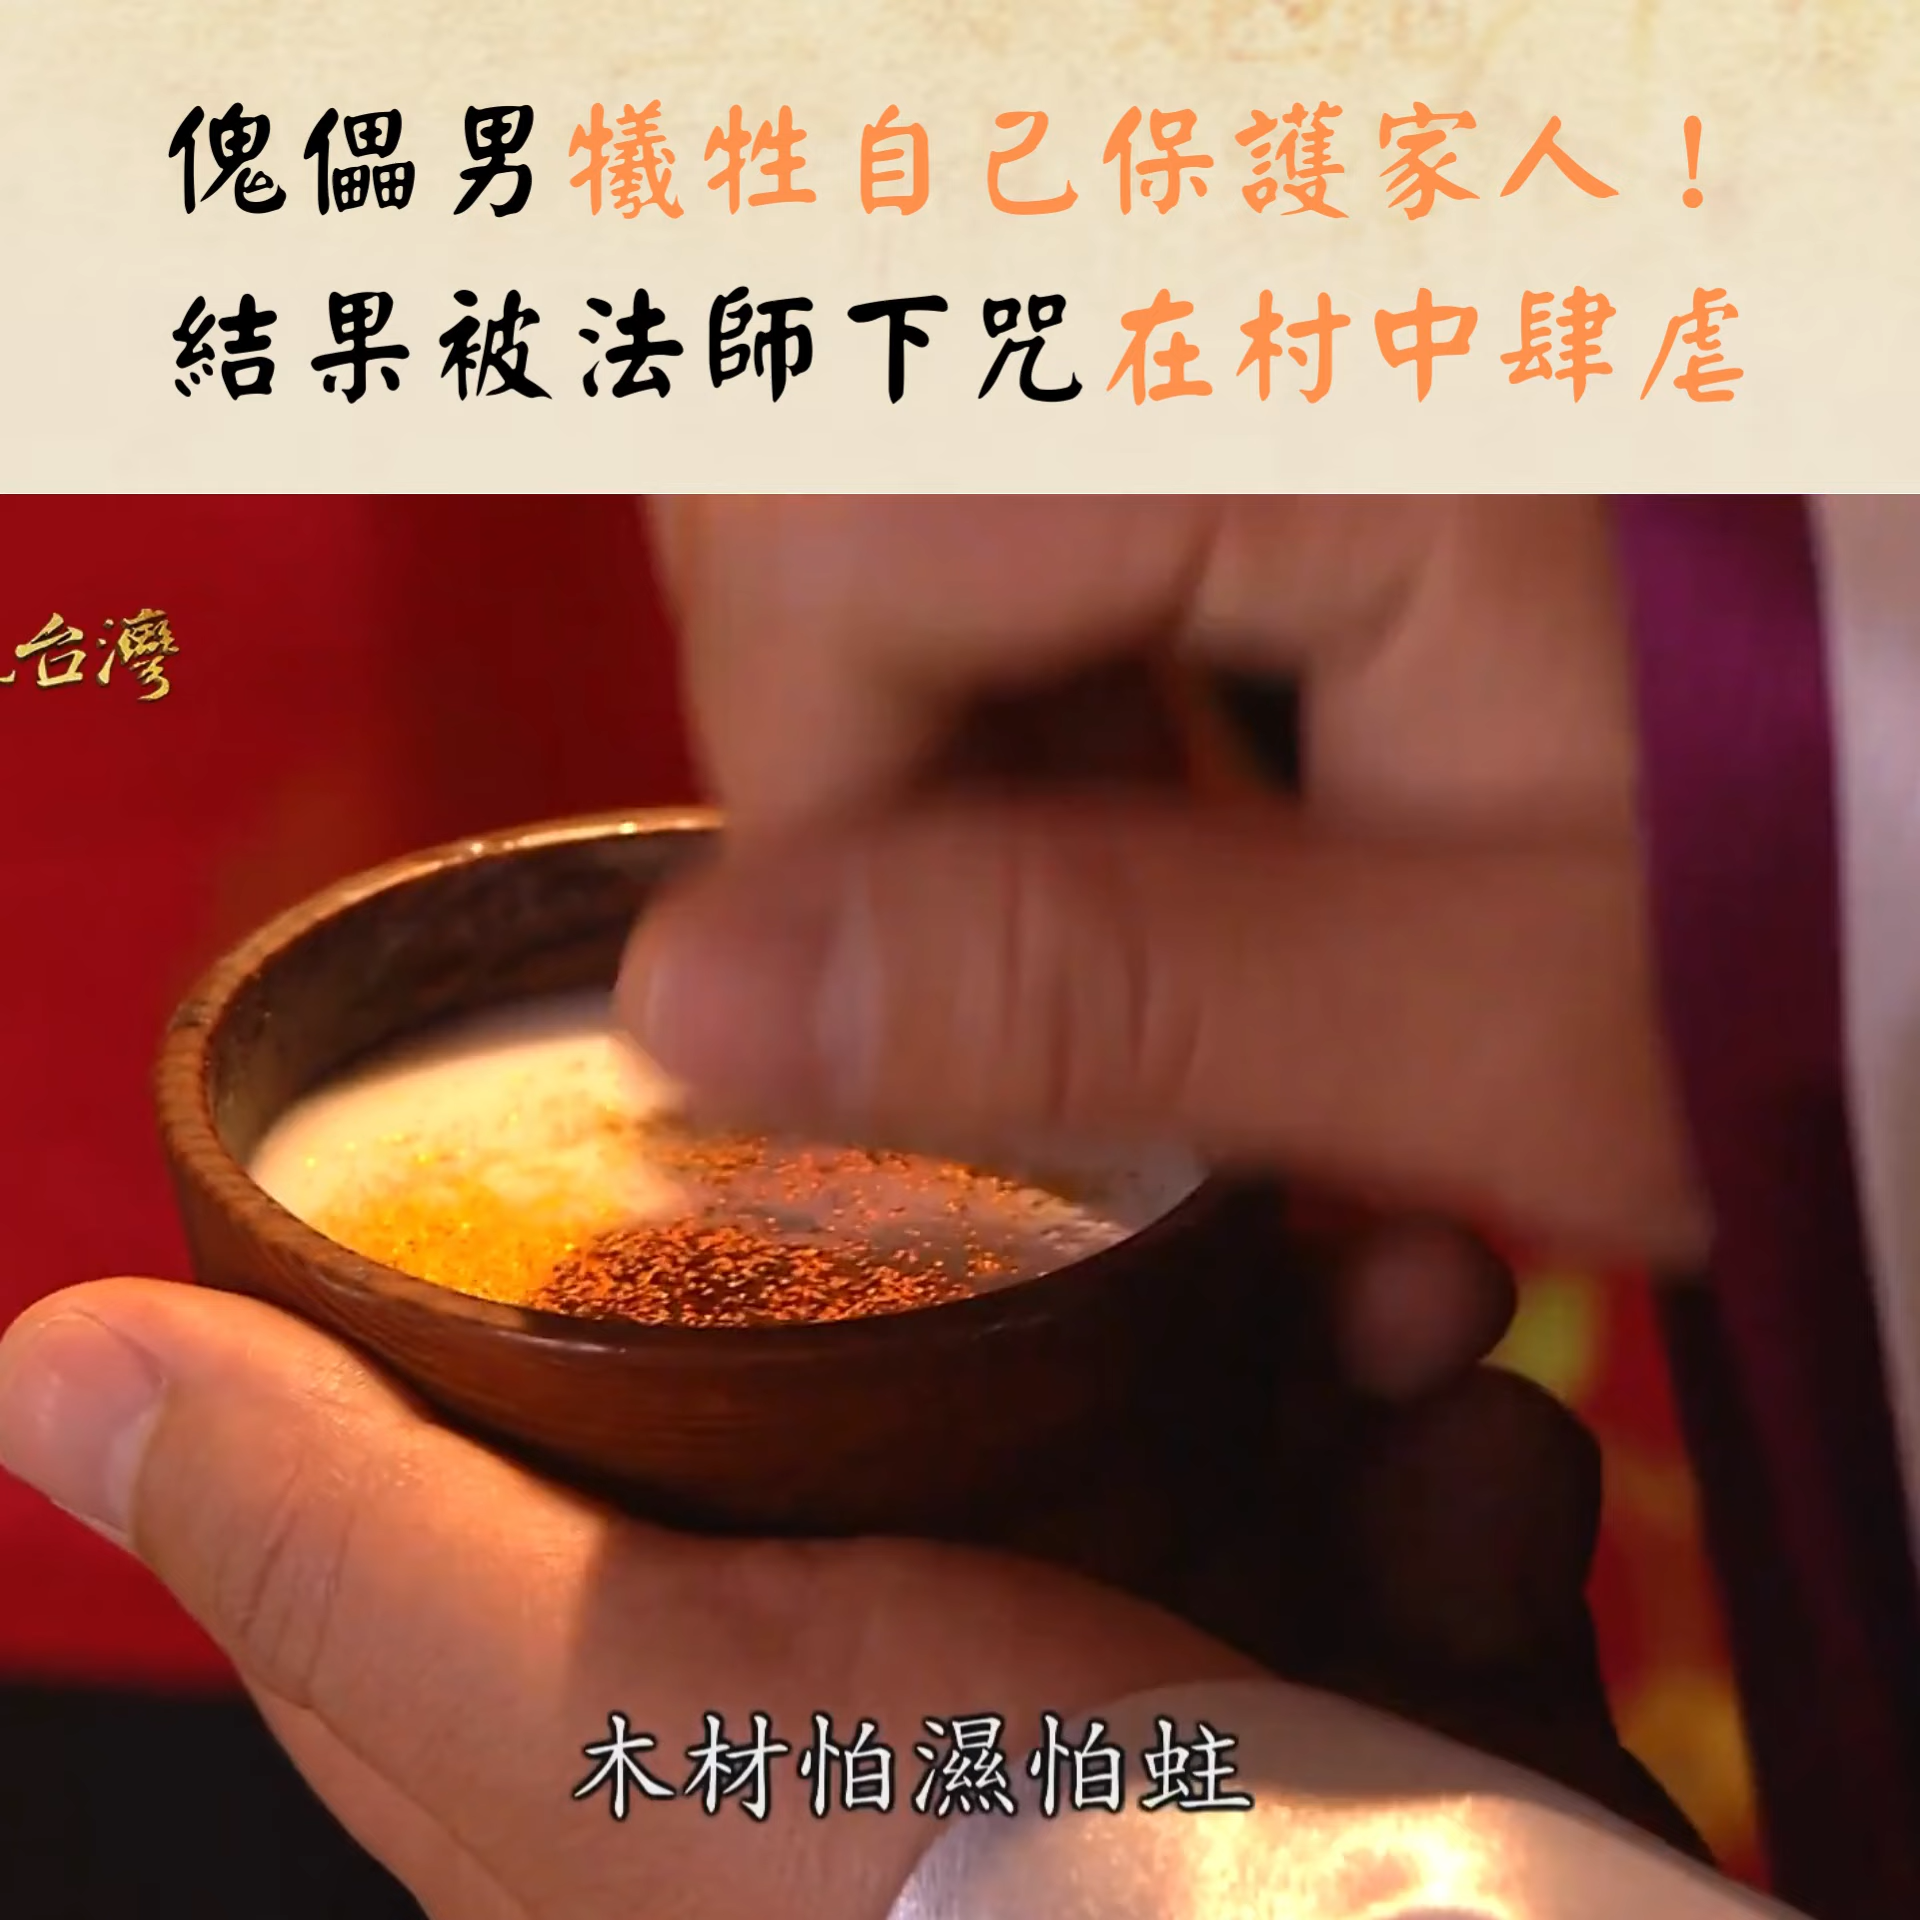 傀儡男犧牲自己保護家人！
結果被法師下咒在村中肆虐
台灣
木材怕濕怕蛀